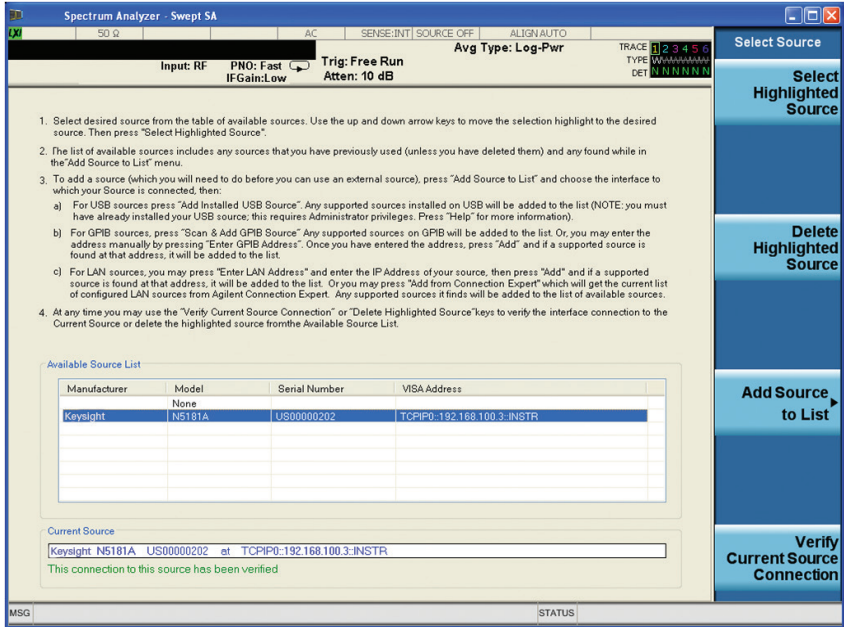 Spectrum Analyzer - Swept SA
LXI 50 Ω AC SENSE:INT SOURCE OFF ALIGN AUTO
Input: RF PNO: Fast IFGain:Low Trig: Free Run Atten: 10 dB Avg Type: Log-Pwr
TRACE 1 2 3 4 5 6
TYPE WWWWWW
DET N N N N N N
1. Select desired source from the table of available sources. Use the up and down arrow keys to move the selection highlight to the desired
source. Then press "Select Highlighted Source".
2. The list of available sources includes any sources that you have previously used (unless you have deleted them) and any found while in
the"Add Source to List" menu.
3. To add a source (which you will need to do before you can use an external source), press "Add Source to List" and choose the interface to
which your Source is connected, then:
a) For USB sources press "Add Installed USB Source". Any supported sources installed on USB will be added to the list (NOTE: you must
have already installed your USB source; this requires Administrator privileges. Press "Help" for more information).
b) For GPIB sources, press "Scan & Add GPIB Source" Any supported sources on GPIB will be added to the list. Or, you may enter the
address manually by pressing "Enter GPIB Address". Once you have entered the address, press "Add" and if a supported source is
found at that address, it will be added to the list.
c) For LAN sources, you may press "Enter LAN Address" and enter the IP Address of your source, then press "Add" and if a supported
source is found at that address, it will be added to the list. Or you may press "Add from Connection Expert" which will get the current list
of configured LAN sources from Agilent Connection Expert. Any supported sources it finds will be added to the list of available sources.
4. At any time you may use the "Verify Current Source Connection" or "Delete Highlighted Source"keys to verify the interface connection to the
Current Source or delete the highlighted source fromthe Available Source List.
Available Source List
Manufacturer Model Serial Number VISA Address
None
Keysight N5181A US00000202 TCPIP0::192.168.100.3::INSTR
Current Source
Keysight N5181A US00000202 at TCPIP0::192.168.100.3::INSTR
This connection to this source has been verified
MSG STATUS
Select Source
Select
Highlighted
Source
Delete
Highlighted
Source
Add Source
to List
Verify
Current Source
Connection